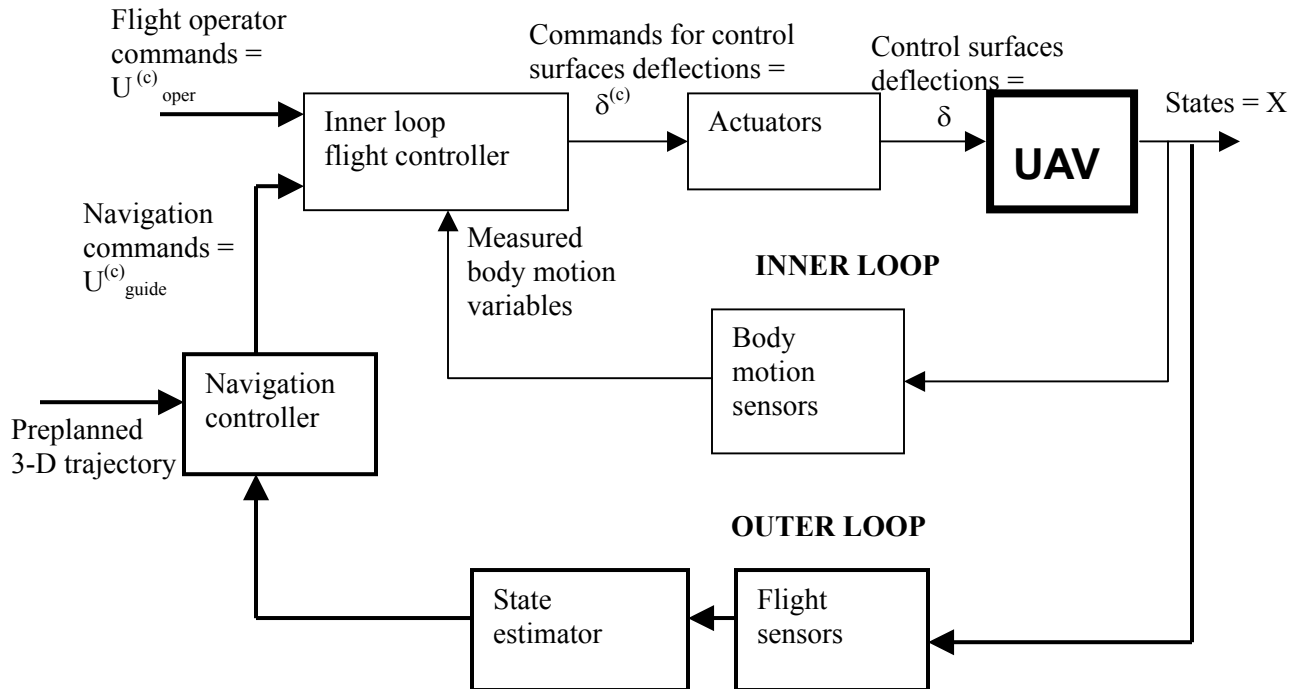 Flight operator
commands =
U (c) oper
Commands for control
surfaces deflections =
δ(c)
Control surfaces
deflections =
δ
States = X
Inner loop
flight controller
Actuators
UAV
Navigation
commands =
U(c) guide
Measured
body motion
variables
INNER LOOP
Body
motion
sensors
Navigation
controller
Preplanned
3-D trajectory
OUTER LOOP
State
estimator
Flight
sensors